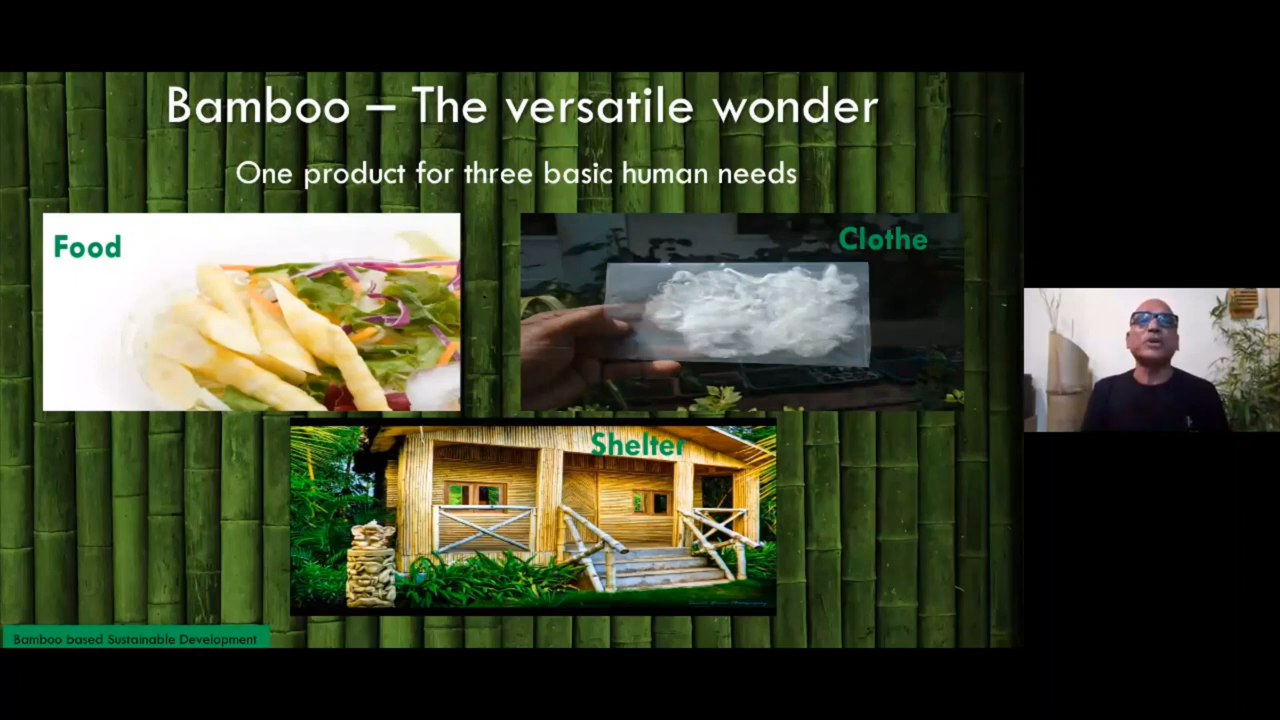 Bamboo – The versatile wonder
One product for three basic human needs
Food
Clothe
Shelter
Bamboo based Sustainable Development